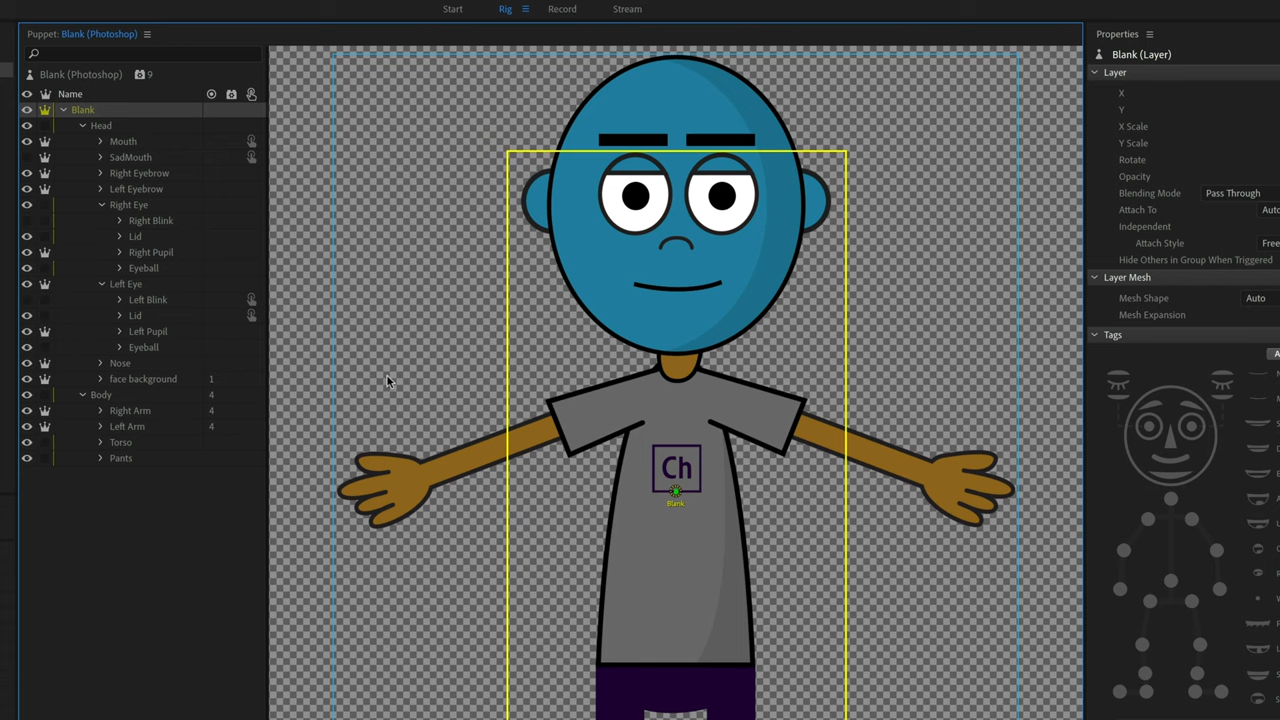 Start Rig Record Stream
Puppet: Blank (Photoshop)
Blank (Photoshop) 9
Name
Blank
Head
Mouth
SadMouth
Right Eyebrow
Left Eyebrow
Right Eye
Right Blink
Lid
Right Pupil
Eyeball
Left Eye
Left Blink
Lid
Left Pupil
Eyeball
Nose
face background 1
Body 4
Right Arm 4
Left Arm 4
Torso
Pants
Ch
Blank
Properties
Blank (Layer)
Layer
X
Y
X Scale
Y Scale
Rotate
Opacity
Blending Mode Pass Through
Attach To
Independent
Attach Style
Hide Others in Group When Triggered
Layer Mesh
Mesh Shape Auto
Mesh Expansion
Tags